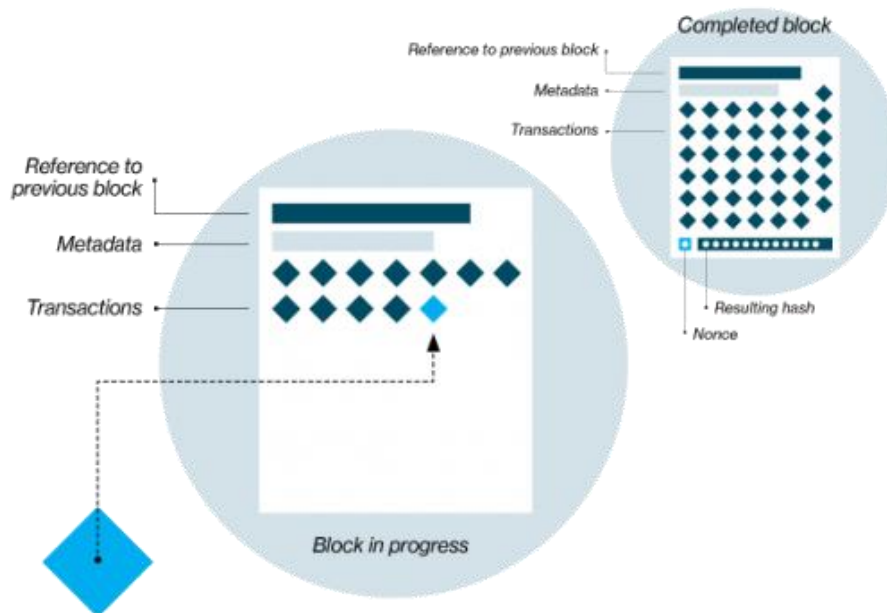 Completed block
Reference to previous block
Metadata
Transactions
Resulting hash
Nonce
Reference to
previous block
Metadata
Transactions
Block in progress